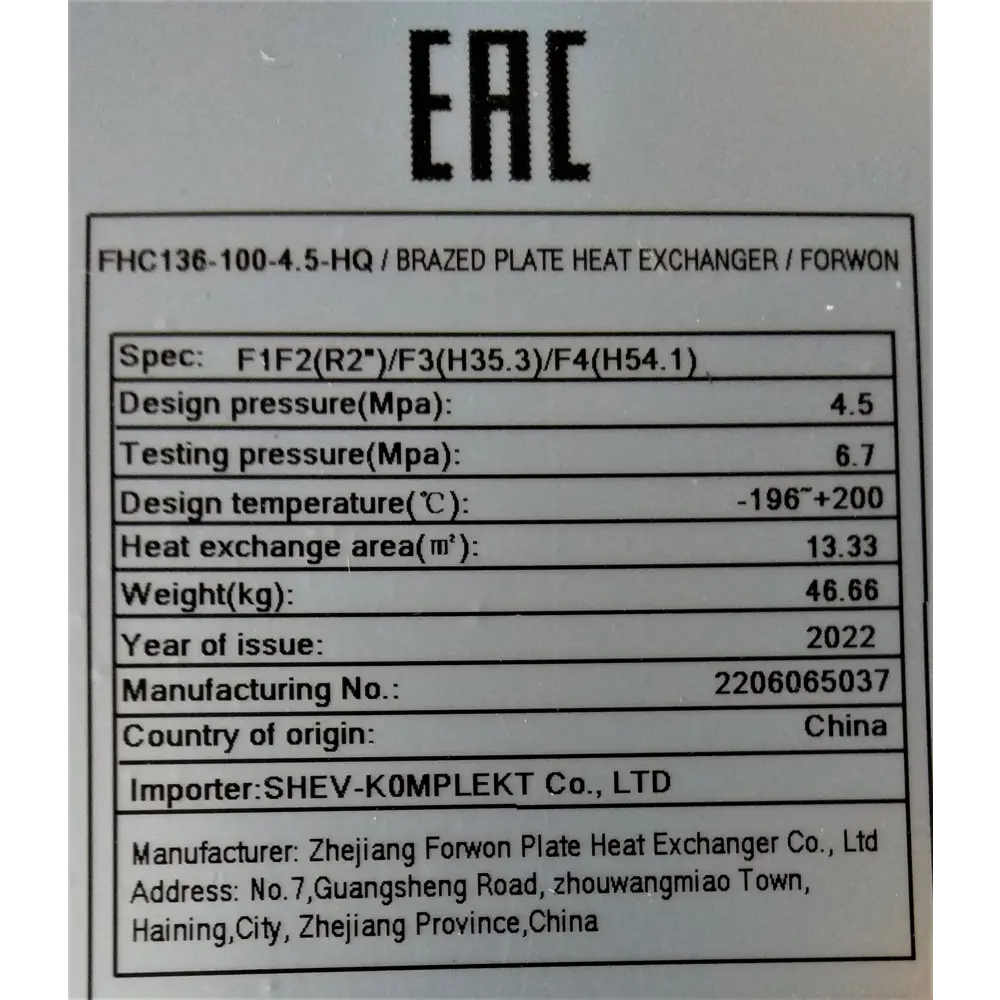 EAC
FHC136-100-4.5-HQ / BRAZED PLATE HEAT EXCHANGER / FORWON
Spec: F1F2(R2")/F3(H35.3)/F4(H54.1)
Design pressure(Mpa): 4.5
Testing pressure(Mpa): 6.7
Design temperature(℃): -196~+200
Heat exchange area(㎡): 13.33
Weight(kg): 46.66
Year of issue: 2022
Manufacturing No.: 2206065037
Country of origin: China
Importer:SHEV-KOMPLEKT Co., LTD
Manufacturer: Zhejiang Forwon Plate Heat Exchanger Co., Ltd
Address: No.7,Guangsheng Road, zhouwangmiao Town,
Haining,City, Zhejiang Province,China